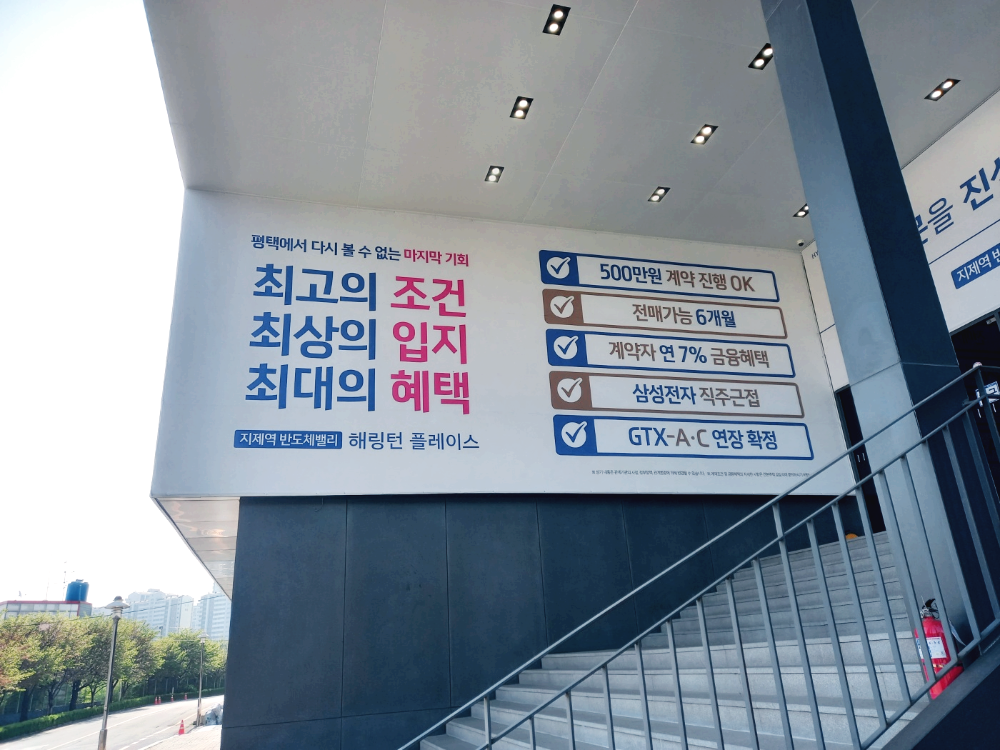 평택에서 다시 볼 수 없는 마지막 기회
최고의 조건
최상의 입지
최대의 혜택
지제역 반도체밸리 해링턴 플레이스
500만원 계약 진행 OK
전매가능 6개월
계약자 연 7% 금융혜택
삼성전자 직주근접
GTX-A·C 연장 확정
을 진
지제역 반